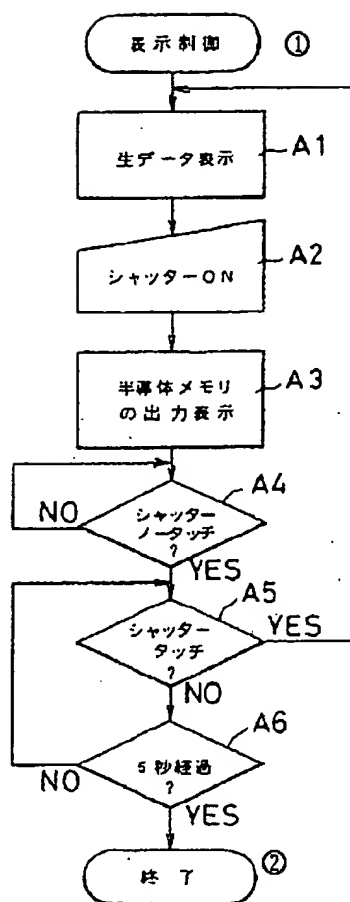 表示制御 ①
生データ表示 A1
シャッターON A2
半導体メモリ
の出力表示
A3
A4
シャッター
ノータッチ
?
NO
YES
A5
シャッター
タッチ
?
YES
NO
A6
5秒経過
?
NO
YES
終了 ②